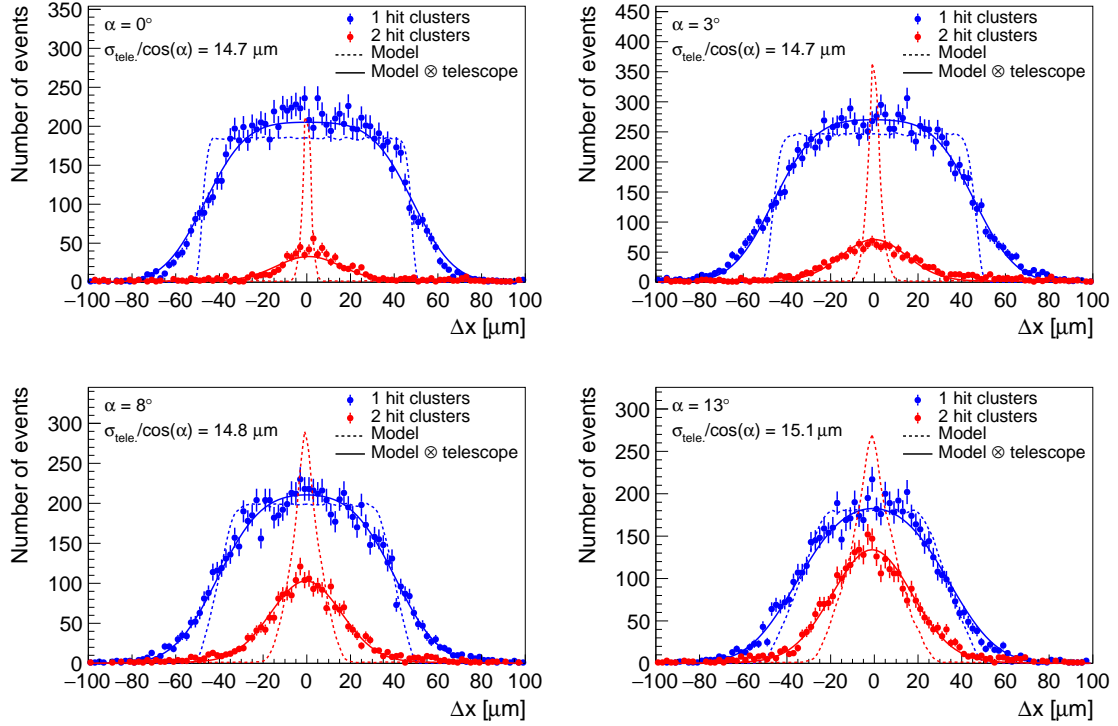 Number of events
350
300
250
200
150
100
50
0
α = 0°
σtele./cos(α) = 14.7 μm
1 hit clusters
2 hit clusters
Model
Model ⊗ telescope
−100 −80 −60 −40 −20 0 20 40 60 80 100
Δx [μm]
Number of events
450
400
350
300
250
200
150
100
50
0
α = 3°
σtele./cos(α) = 14.7 μm
1 hit clusters
2 hit clusters
Model
Model ⊗ telescope
−100 −80 −60 −40 −20 0 20 40 60 80 100
Δx [μm]
Number of events
300
250
200
150
100
50
0
α = 8°
σtele./cos(α) = 14.8 μm
1 hit clusters
2 hit clusters
Model
Model ⊗ telescope
−100 −80 −60 −40 −20 0 20 40 60 80 100
Δx [μm]
Number of events
300
250
200
150
100
50
0
α = 13°
σtele./cos(α) = 15.1 μm
1 hit clusters
2 hit clusters
Model
Model ⊗ telescope
−100 −80 −60 −40 −20 0 20 40 60 80 100
Δx [μm]